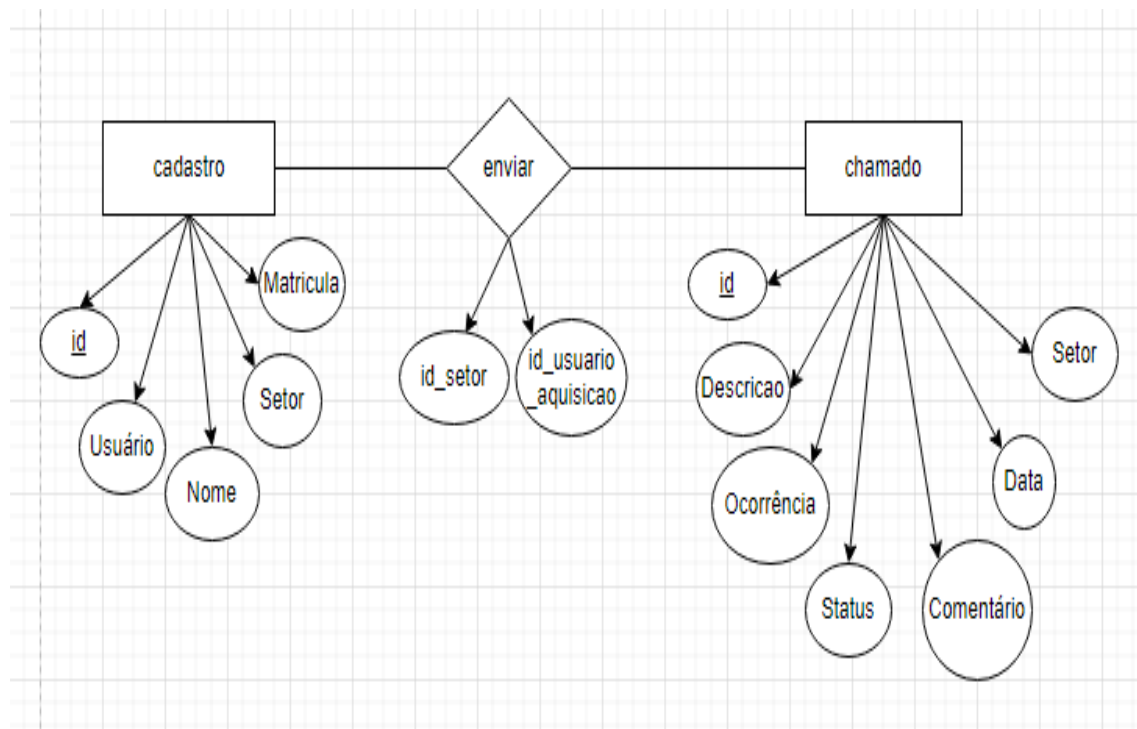 cadastro
enviar
chamado
Matricula
id
Usuário
Nome
Setor
id_setor
id_usuario
_aquisicao
id
Descricao
Ocorrência
Status
Comentário
Data
Setor